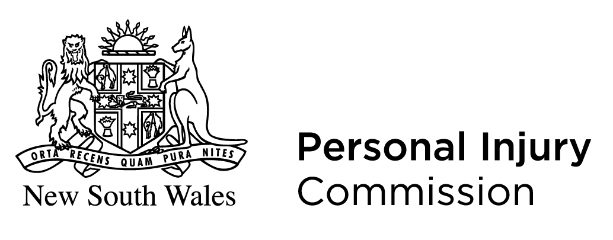 ORTA RECENS QUAM PURA NITES
New South Wales
Personal Injury
Commission